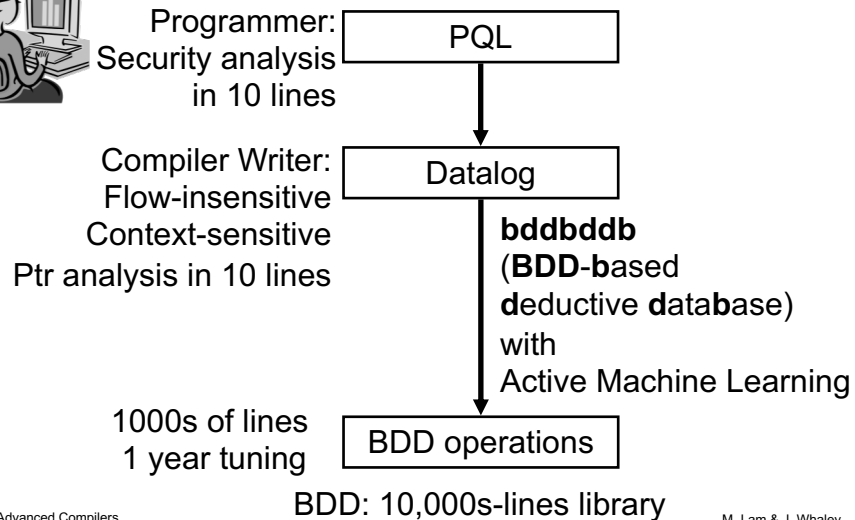 Programmer:
Security analysis
in 10 lines
PQL
Compiler Writer:
Flow-insensitive
Context-sensitive
Ptr analysis in 10 lines
Datalog
bddbddb
(BDD-based
deductive database)
with
Active Machine Learning
1000s of lines
1 year tuning
BDD operations
BDD: 10,000s-lines library
Advanced Compilers
M. Lam & J. Whaley